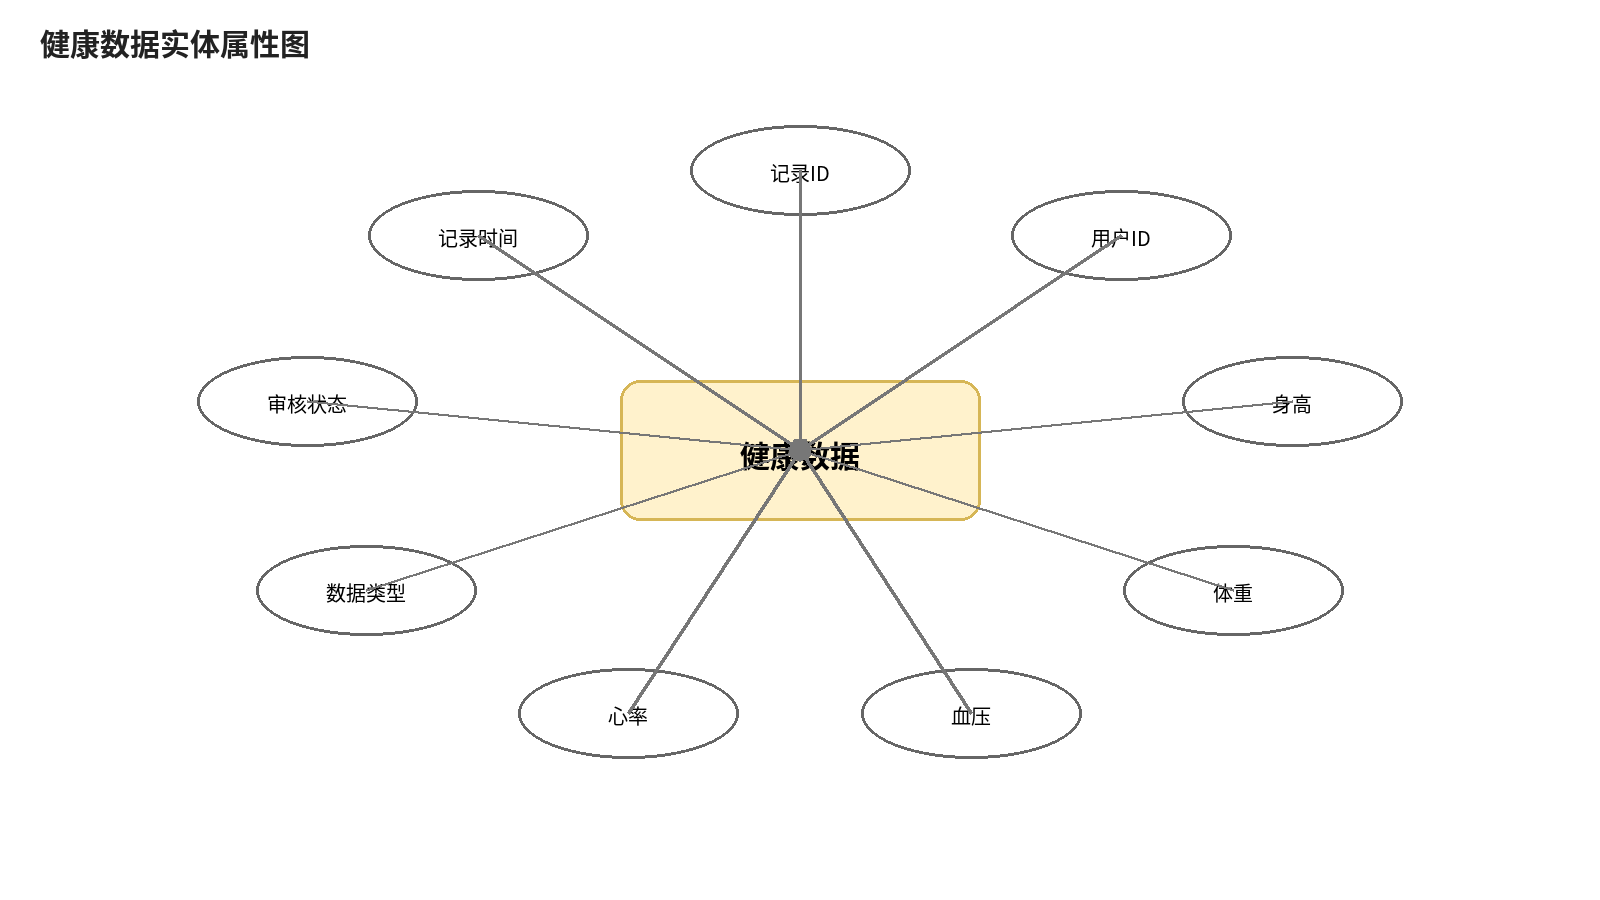 健康数据实体属性图
记录ID
记录时间
用户ID
审核状态
身高
健康数据
数据类型
体重
心率
血压